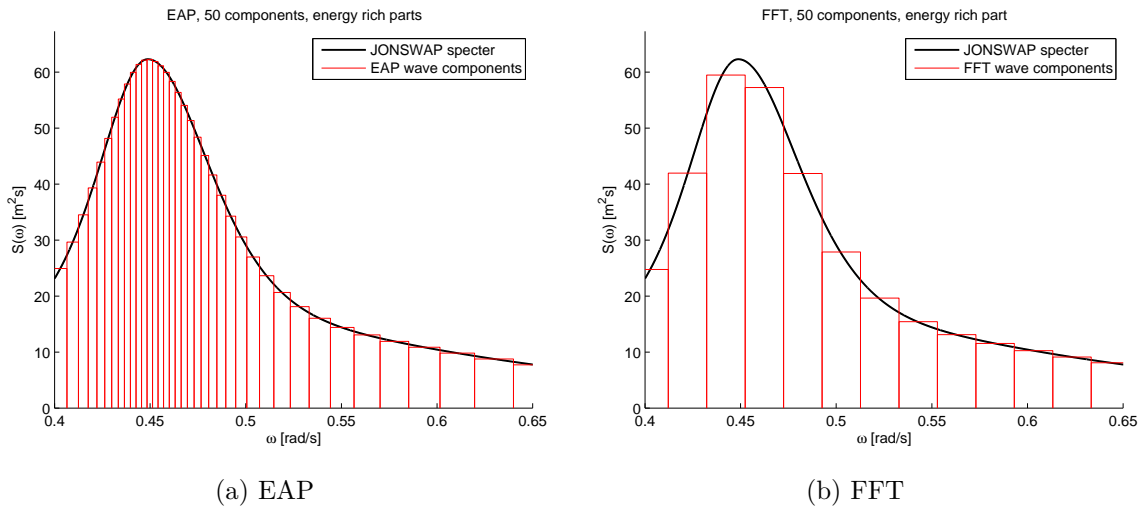 EAP, 50 components, energy rich parts
JONSWAP specter
EAP wave components
S(ω) [m²s]
60
50
40
30
20
10
0
0.4
0.45
0.5
0.55
0.6
0.65
ω [rad/s]
(a) EAP
FFT, 50 components, energy rich part
JONSWAP specter
FFT wave components
S(ω) [m²s]
60
50
40
30
20
10
0
0.4
0.45
0.5
0.55
0.6
0.65
ω [rad/s]
(b) FFT